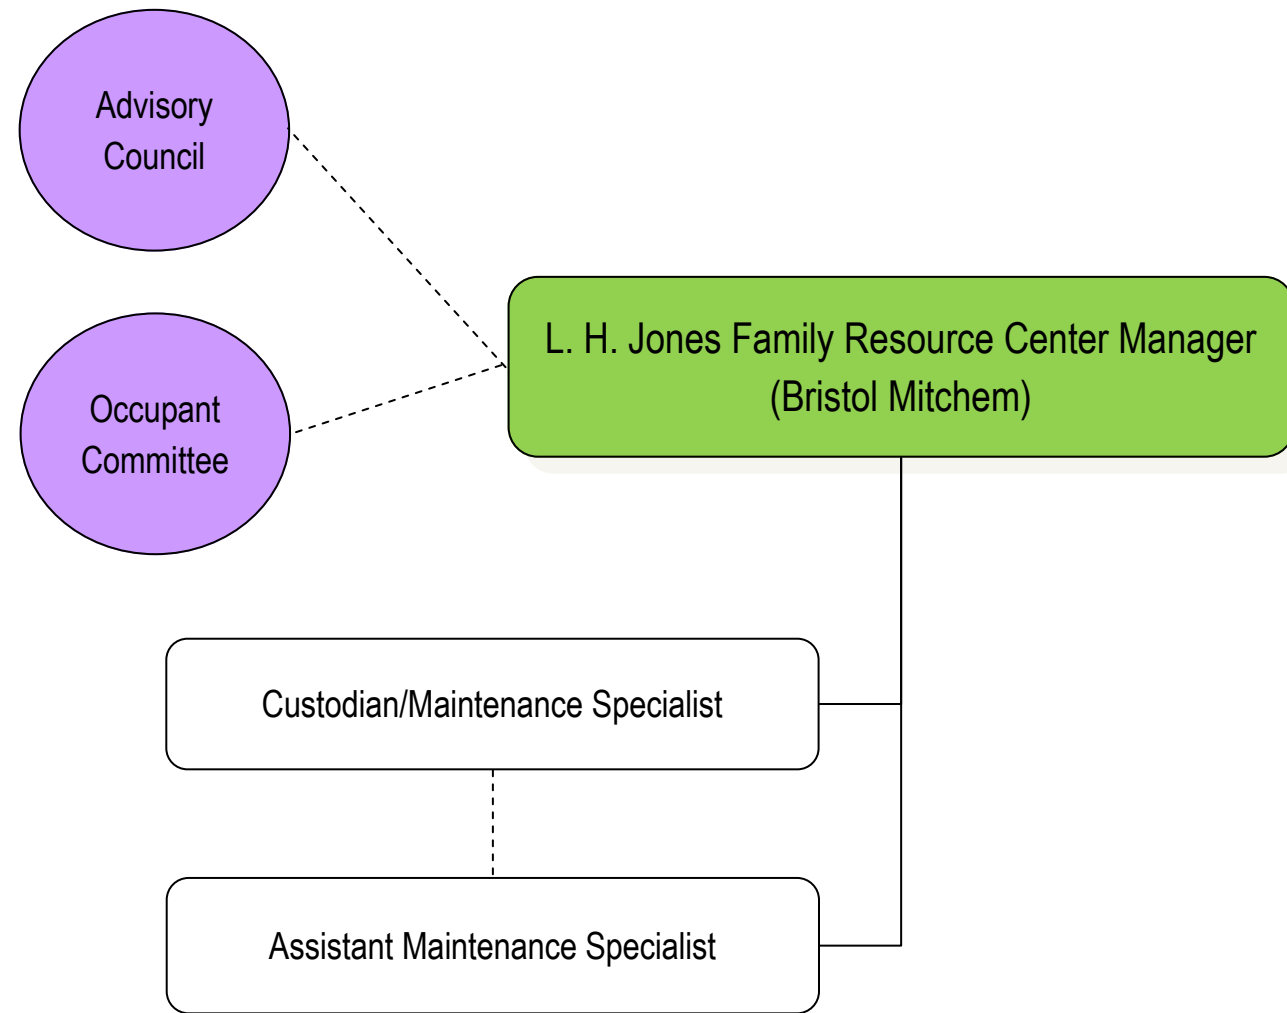 Advisory
Council
L. H. Jones Family Resource Center Manager
(Bristol Mitchem)
Occupant
Committee
Custodian/Maintenance Specialist
Assistant Maintenance Specialist